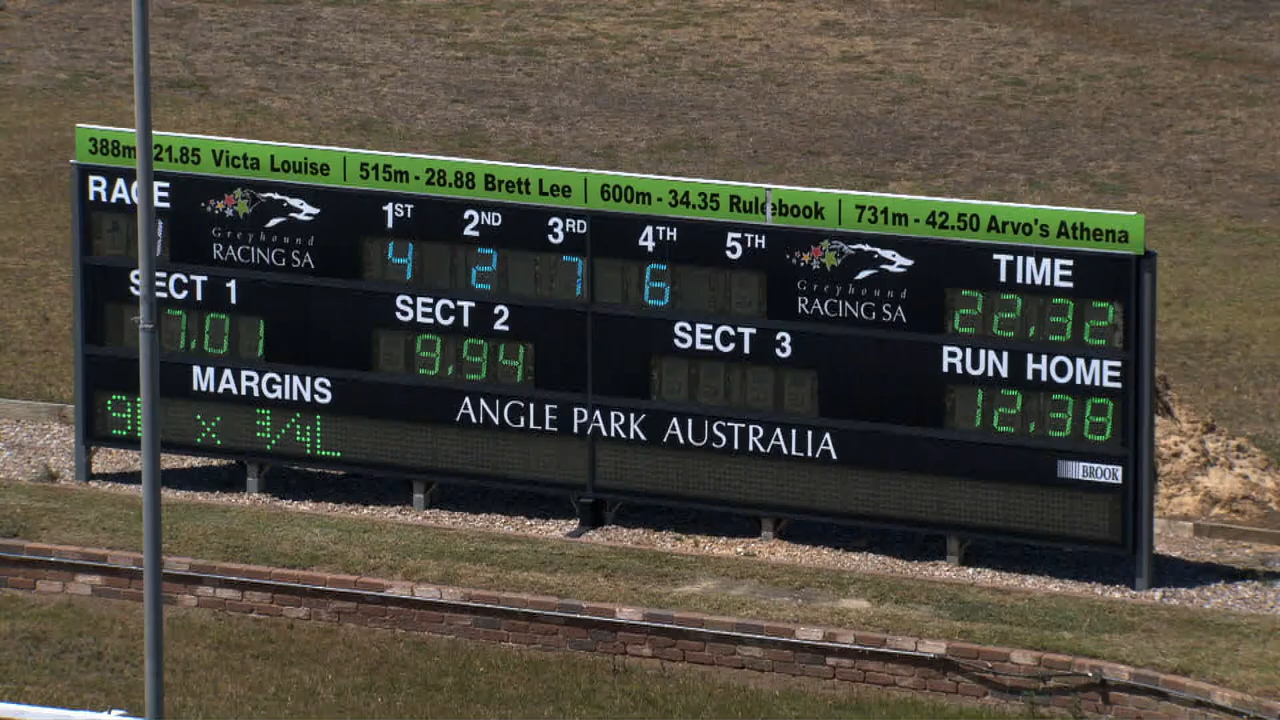 388m 21.85 Victa Louise | 515m - 28.88 Brett Lee | 600m - 34.35 Rulebook | 731m - 42.50 Arvo's Athena
RACE
Greyhound
RACING SA
1ST 2ND 3RD 4TH 5TH
4 2 7 6
Greyhound
RACING SA
TIME
22.32
SECT 1
7.01
SECT 2
9.94
SECT 3
RUN HOME
12.38
MARGINS
x 3/4L
ANGLE PARK AUSTRALIA
BROOK